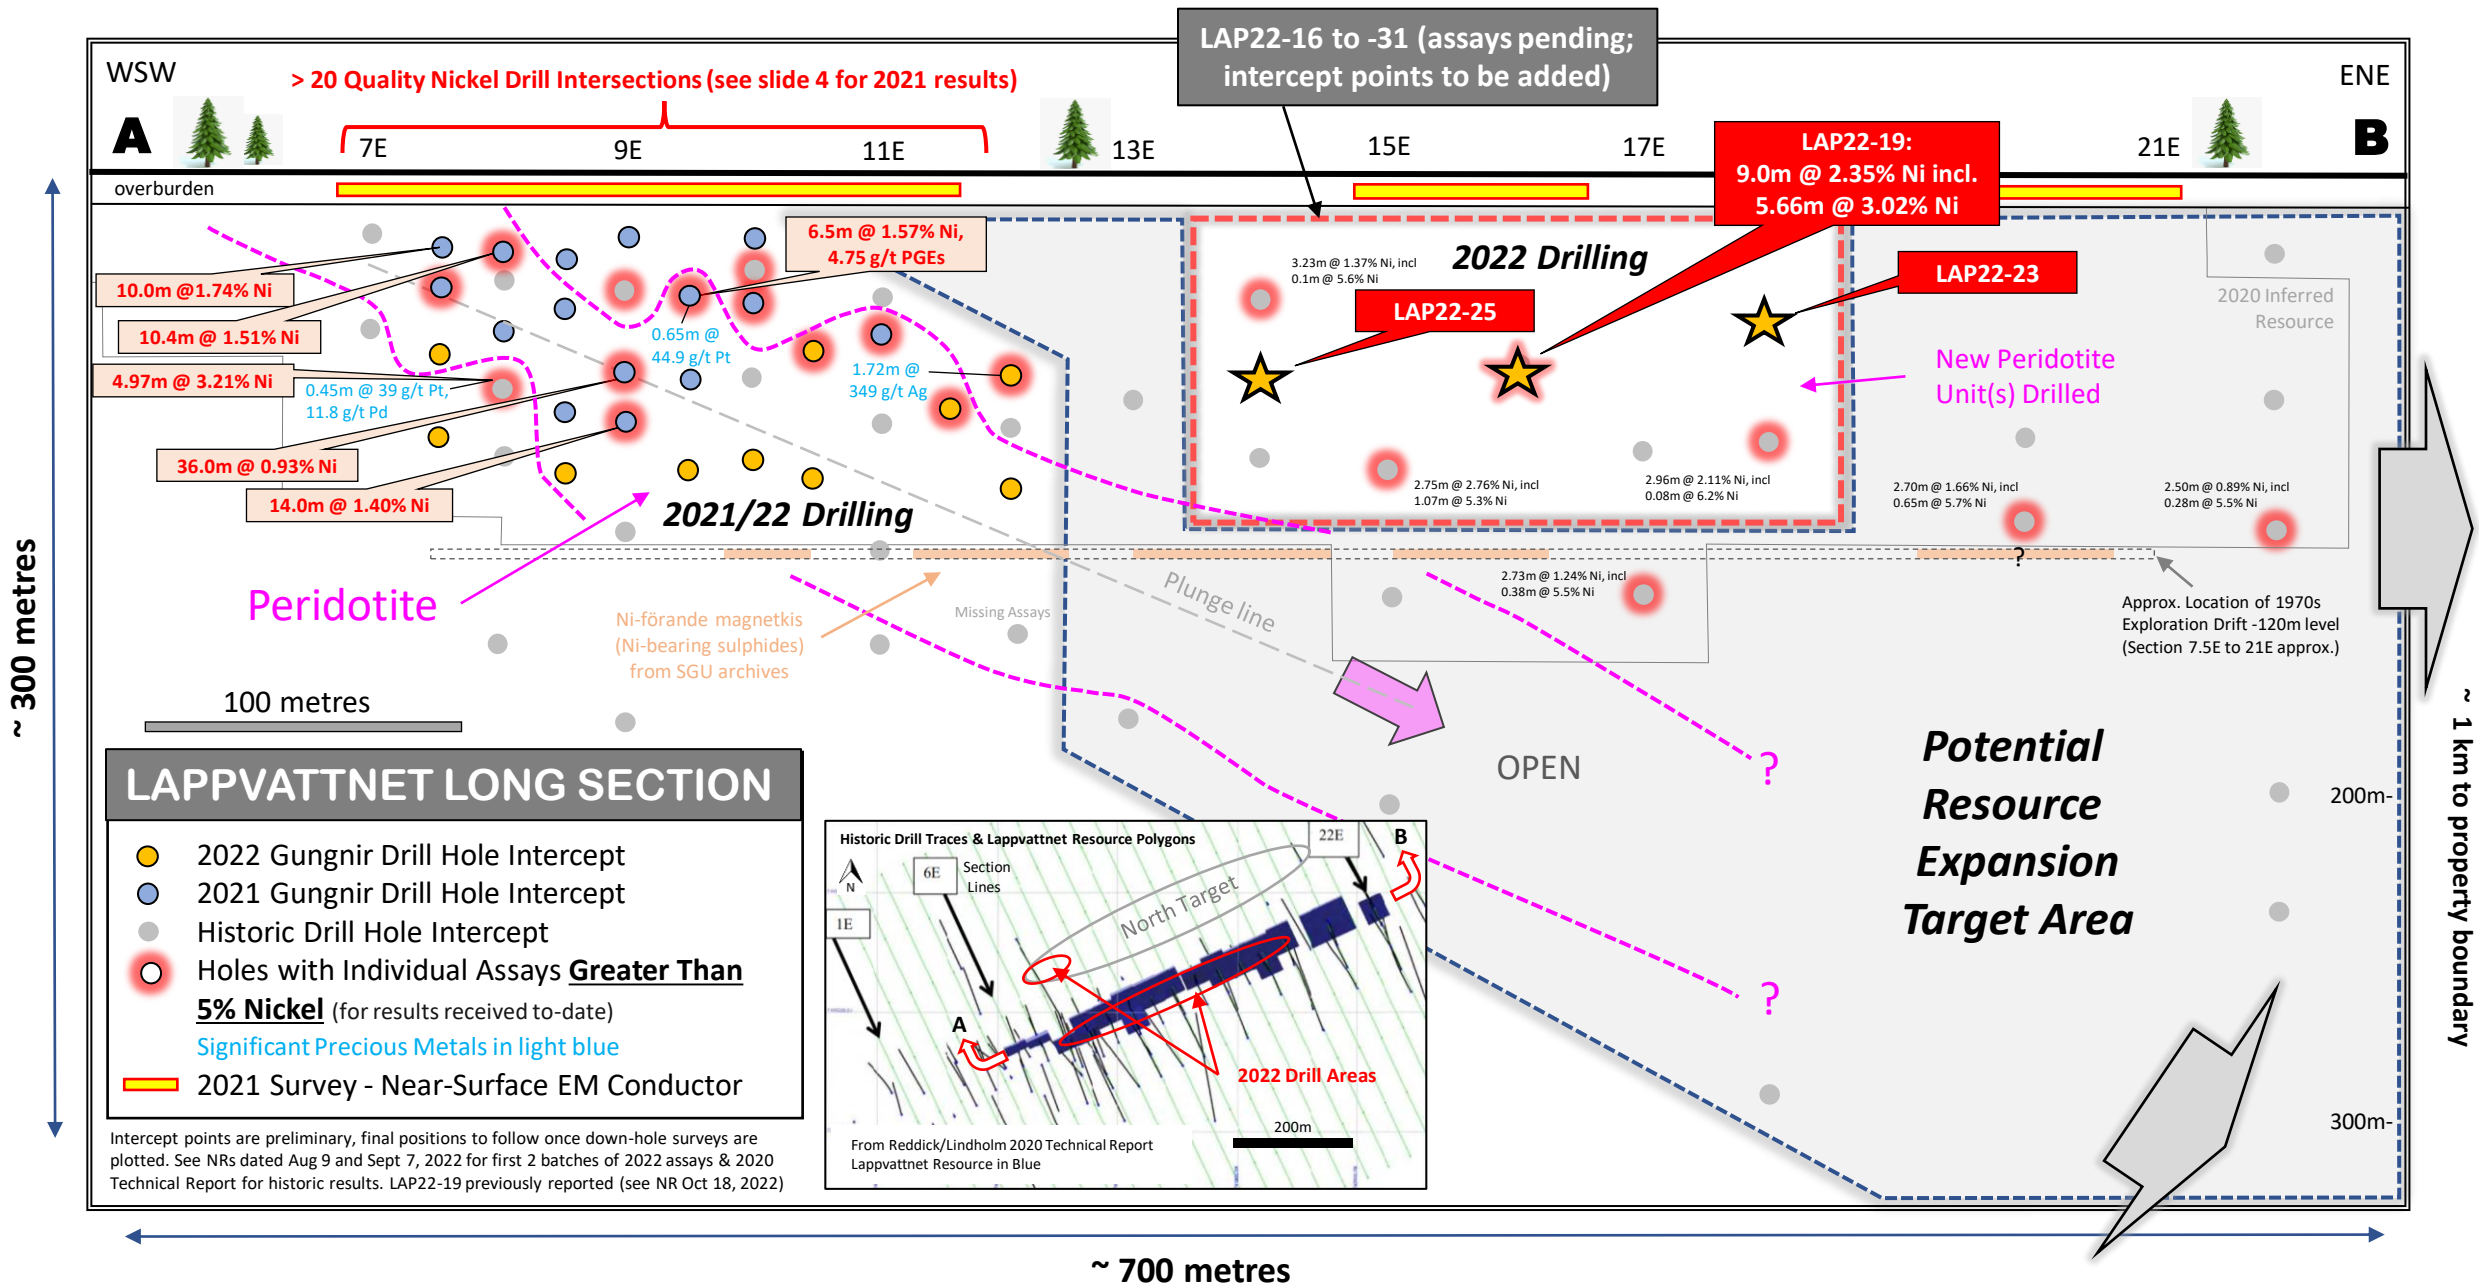 LAP22-16 to -31 (assays pending;
intercept points to be added)
WSW
ENE
> 20 Quality Nickel Drill Intersections (see slide 4 for 2021 results)
A
7E
9E
11E
13E
15E
17E
21E
B
LAP22-19:
9.0m @ 2.35% Ni incl.
5.66m @ 3.02% Ni
overburden
6.5m @ 1.57% Ni,
4.75 g/t PGEs
10.0m @1.74% Ni
10.4m @ 1.51% Ni
4.97m @ 3.21% Ni
36.0m @ 0.93% Ni
14.0m @ 1.40% Ni
0.45m @ 39 g/t Pt,
11.8 g/t Pd
0.65m @
44.9 g/t Pt
1.72m @
349 g/t Ag
3.23m @ 1.37% Ni, incl
0.1m @ 5.6% Ni
2022 Drilling
LAP22-25
LAP22-23
2020 Inferred
Resource
New Peridotite
Unit(s) Drilled
2.75m @ 2.76% Ni, incl
1.07m @ 5.3% Ni
2.96m @ 2.11% Ni, incl
0.08m @ 6.2% Ni
2.70m @ 1.66% Ni, incl
0.65m @ 5.7% Ni
2.50m @ 0.89% Ni, incl
0.28m @ 5.5% Ni
2021/22 Drilling
?
Peridotite
Ni-förande magnetkis
(Ni-bearing sulphides)
from SGU archives
Missing Assays
Plunge line
2.73m @ 1.24% Ni, incl
0.38m @ 5.5% Ni
Approx. Location of 1970s
Exploration Drift -120m level
(Section 7.5E to 21E approx.)
~ 300 metres
~ 1 km to property boundary
100 metres
OPEN
?
?
Potential
Resource
Expansion
Target Area
200m-
300m-
LAPPVATTNET LONG SECTION
2022 Gungnir Drill Hole Intercept
2021 Gungnir Drill Hole Intercept
Historic Drill Hole Intercept
Holes with Individual Assays Greater Than
5% Nickel (for results received to-date)
Significant Precious Metals in light blue
2021 Survey - Near-Surface EM Conductor
Intercept points are preliminary, final positions to follow once down-hole surveys are
plotted. See NRs dated Aug 9 and Sept 7, 2022 for first 2 batches of 2022 assays & 2020
Technical Report for historic results. LAP22-19 previously reported (see NR Oct 18, 2022)
Historic Drill Traces & Lappvattnet Resource Polygons
22E
B
N
6E
Section
Lines
1E
North Target
A
2022 Drill Areas
200m
From Reddick/Lindholm 2020 Technical Report
Lappvattnet Resource in Blue
~ 700 metres